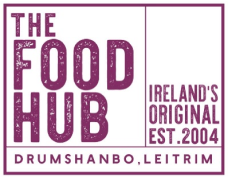 THE
FOOD
HUB
IRELAND'S
ORIGINAL
EST.2004
DRUMSHANBO,LEITRIM